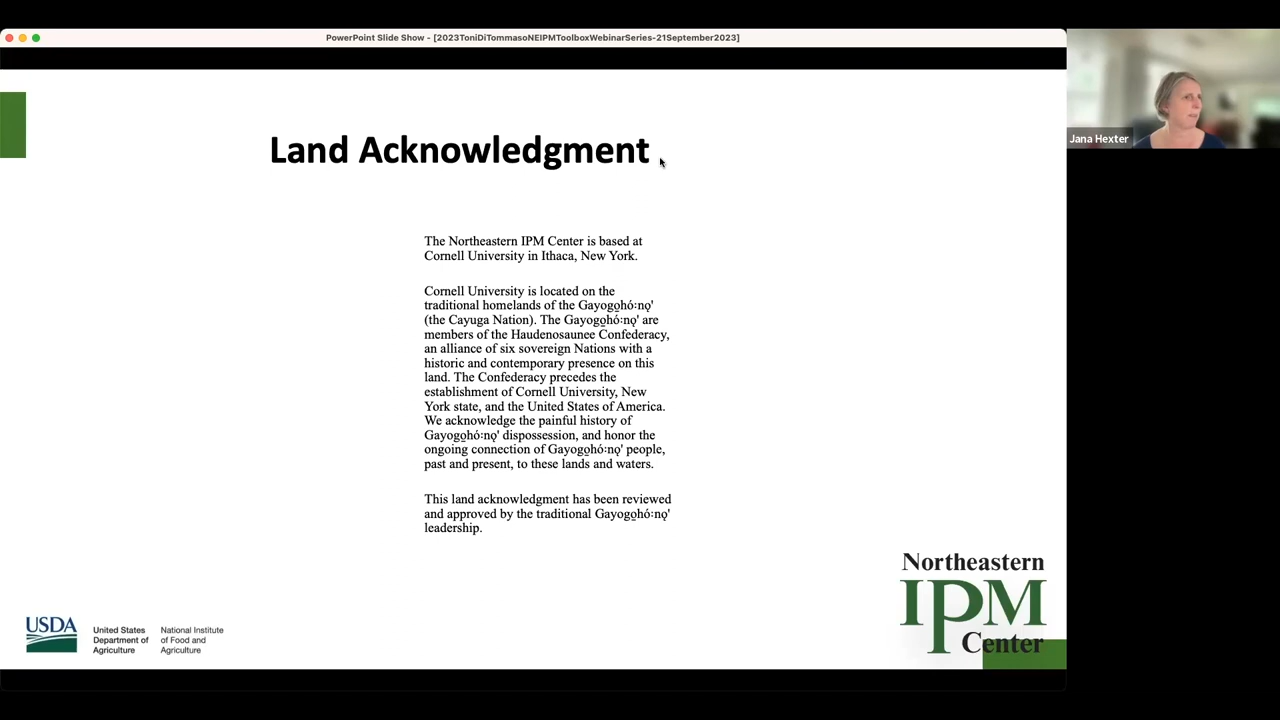 PowerPoint Slide Show - [2023ToniDiTommasoNEIPMToolboxWebinarSeries-21September2023]
Jana Hexter
Land Acknowledgment
The Northeastern IPM Center is based at
Cornell University in Ithaca, New York.
Cornell University is located on the
traditional homelands of the Gayogo̱hó:nǫ'
(the Cayuga Nation). The Gayogo̱hó:nǫ' are
members of the Haudenosaunee Confederacy,
an alliance of six sovereign Nations with a
historic and contemporary presence on this
land. The Confederacy precedes the
establishment of Cornell University, New
York state, and the United States of America.
We acknowledge the painful history of
Gayogo̱hó:nǫ' dispossession, and honor the
ongoing connection of Gayogo̱hó:nǫ' people,
past and present, to these lands and waters.
This land acknowledgment has been reviewed
and approved by the traditional Gayogo̱hó:nǫ'
leadership.
USDA
United States
Department of
Agriculture
National Institute
of Food and
Agriculture
Northeastern
IPM
Center